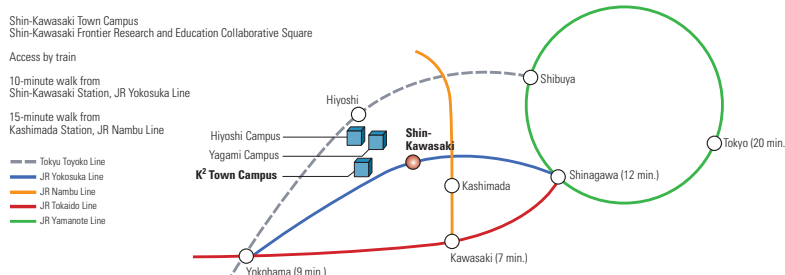 Shin-Kawasaki Town Campus
Shin-Kawasaki Frontier Research and Education Collaborative Square
Access by train
10-minute walk from
Shin-Kawasaki Station, JR Yokosuka Line
15-minute walk from
Kashimada Station, JR Nambu Line
Tokyu Toyoko Line
JR Yokosuka Line
JR Nambu Line
JR Tokaido Line
JR Yamanote Line
Hiyoshi
Hiyoshi Campus
Yagami Campus
K² Town Campus
Shin-
Kawasaki
Kashimada
Shibuya
Tokyo (20 min.
Shinagawa (12 min.)
Kawasaki (7 min.)
Yokohama (9 min.)